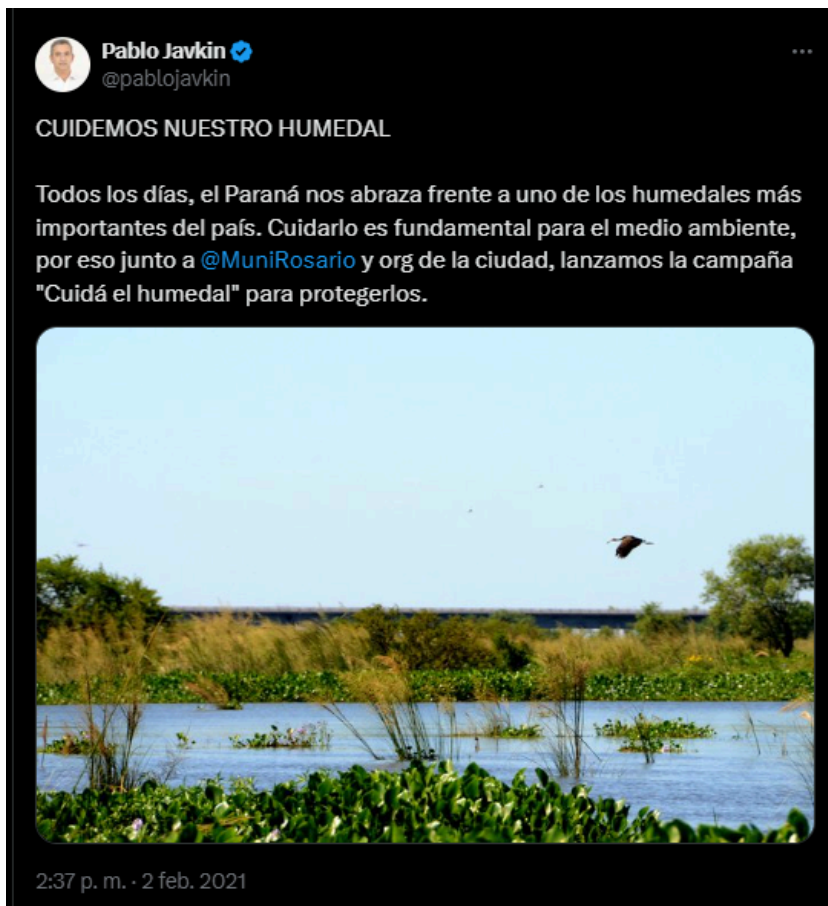 Pablo Javkin
@pablojavkin
CUIDEMOS NUESTRO HUMEDAL
Todos los días, el Paraná nos abraza frente a uno de los humedales más
importantes del país. Cuidarlo es fundamental para el medio ambiente,
por eso junto a @MuniRosario y org de la ciudad, lanzamos la campaña
"Cuidá el humedal" para protegerlos.
2:37 p. m. · 2 feb. 2021